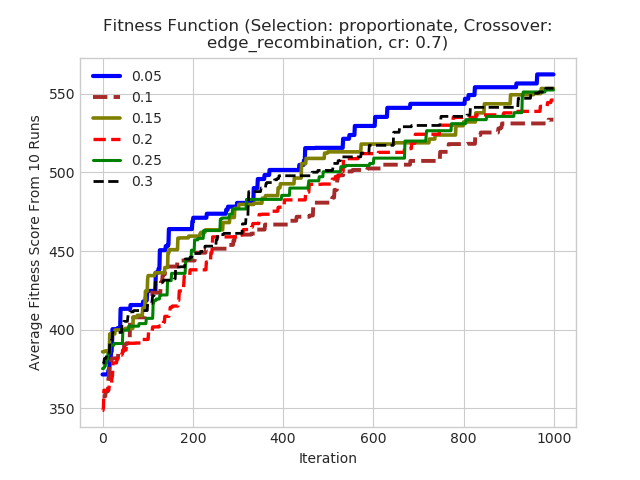 Fitness Function (Selection: proportionate, Crossover:
edge_recombination, cr: 0.7)
Average Fitness Score From 10 Runs
550
500
450
400
350
0.05
0.1
0.15
0.2
0.25
0.3
0 200 400 600 800 1000
Iteration